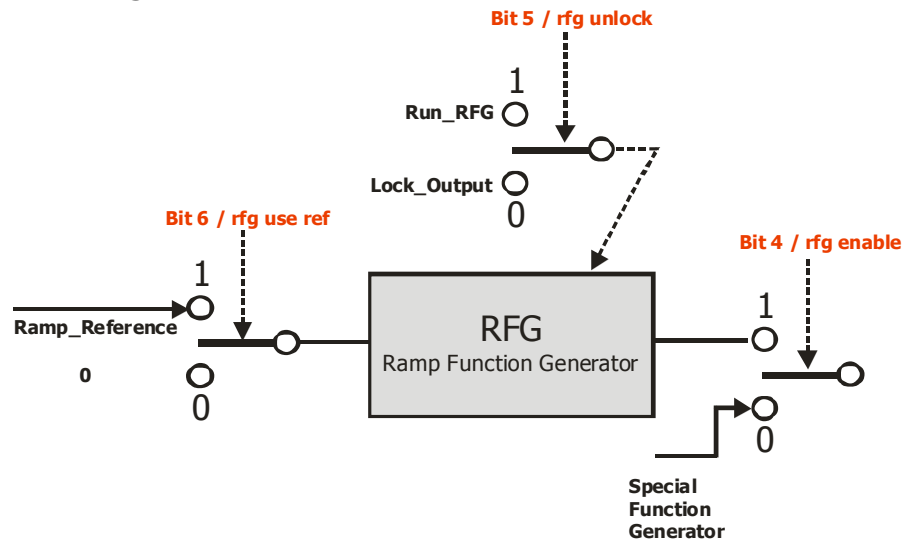 Bit 5 / rfg unlock
1
Run_RFG
Lock_Output
0
Bit 6 / rfg use ref
Bit 4 / rfg enable
1
Ramp_Reference
0
0
RFG
Ramp Function Generator
1
0
Special
Function
Generator